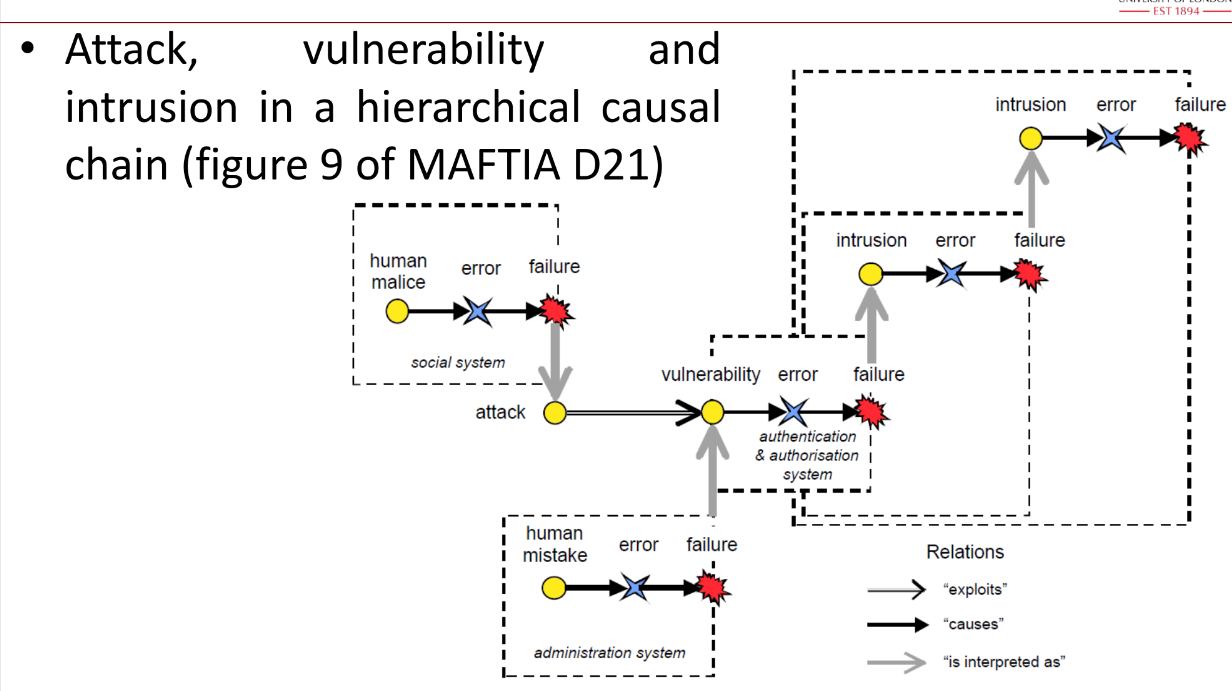 UNIVERSITY OF LONDON
EST 1894
• Attack, vulnerability and
intrusion in a hierarchical causal
chain (figure 9 of MAFTIA D21)
intrusion error failure
intrusion error failure
human
malice
error failure
social system
vulnerability error failure
attack
authentication
& authorisation
system
human
mistake
error failure
administration system
Relations
"exploits"
"causes"
"is interpreted as"